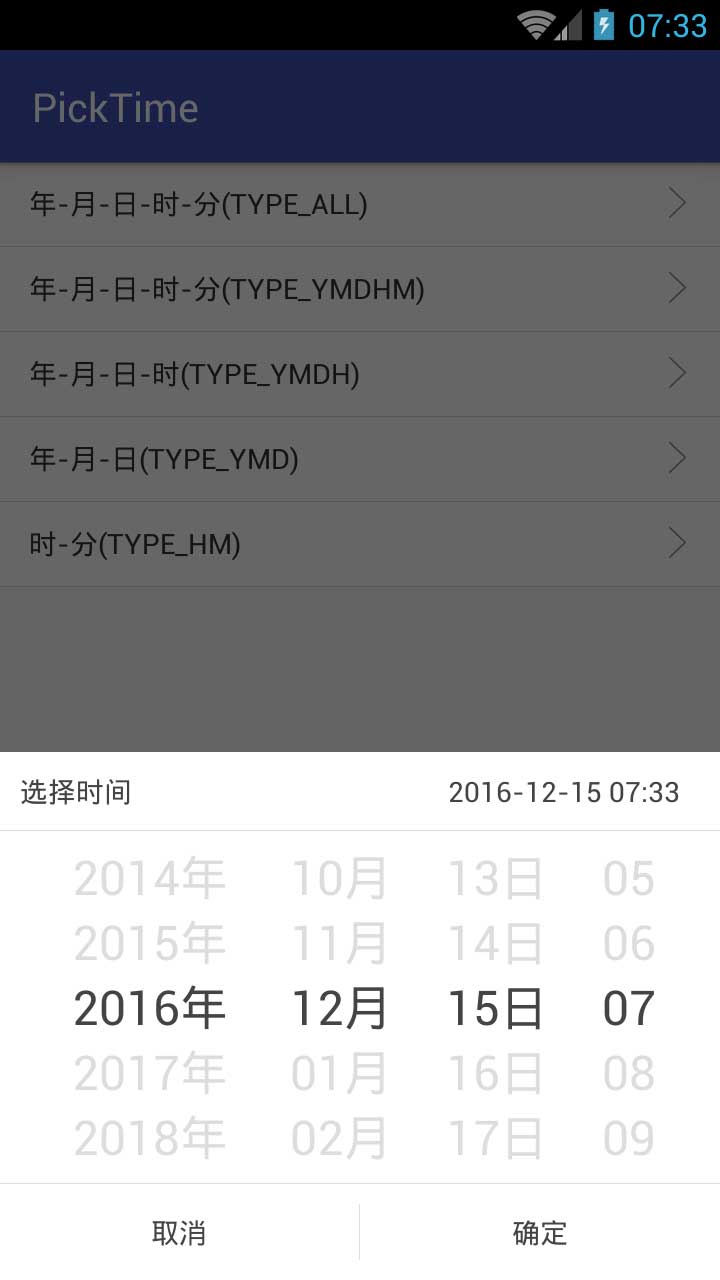 07:33
PickTime
年-月-日-时-分(TYPE_ALL)
年-月-日-时-分(TYPE_YMDHM)
年-月-日-时(TYPE_YMDH)
年-月-日(TYPE_YMD)
时-分(TYPE_HM)
选择时间 2016-12-15 07:33
2014年 10月 13日 05
2015年 11月 14日 06
2016年 12月 15日 07
2017年 01月 16日 08
2018年 02月 17日 09
取消 确定